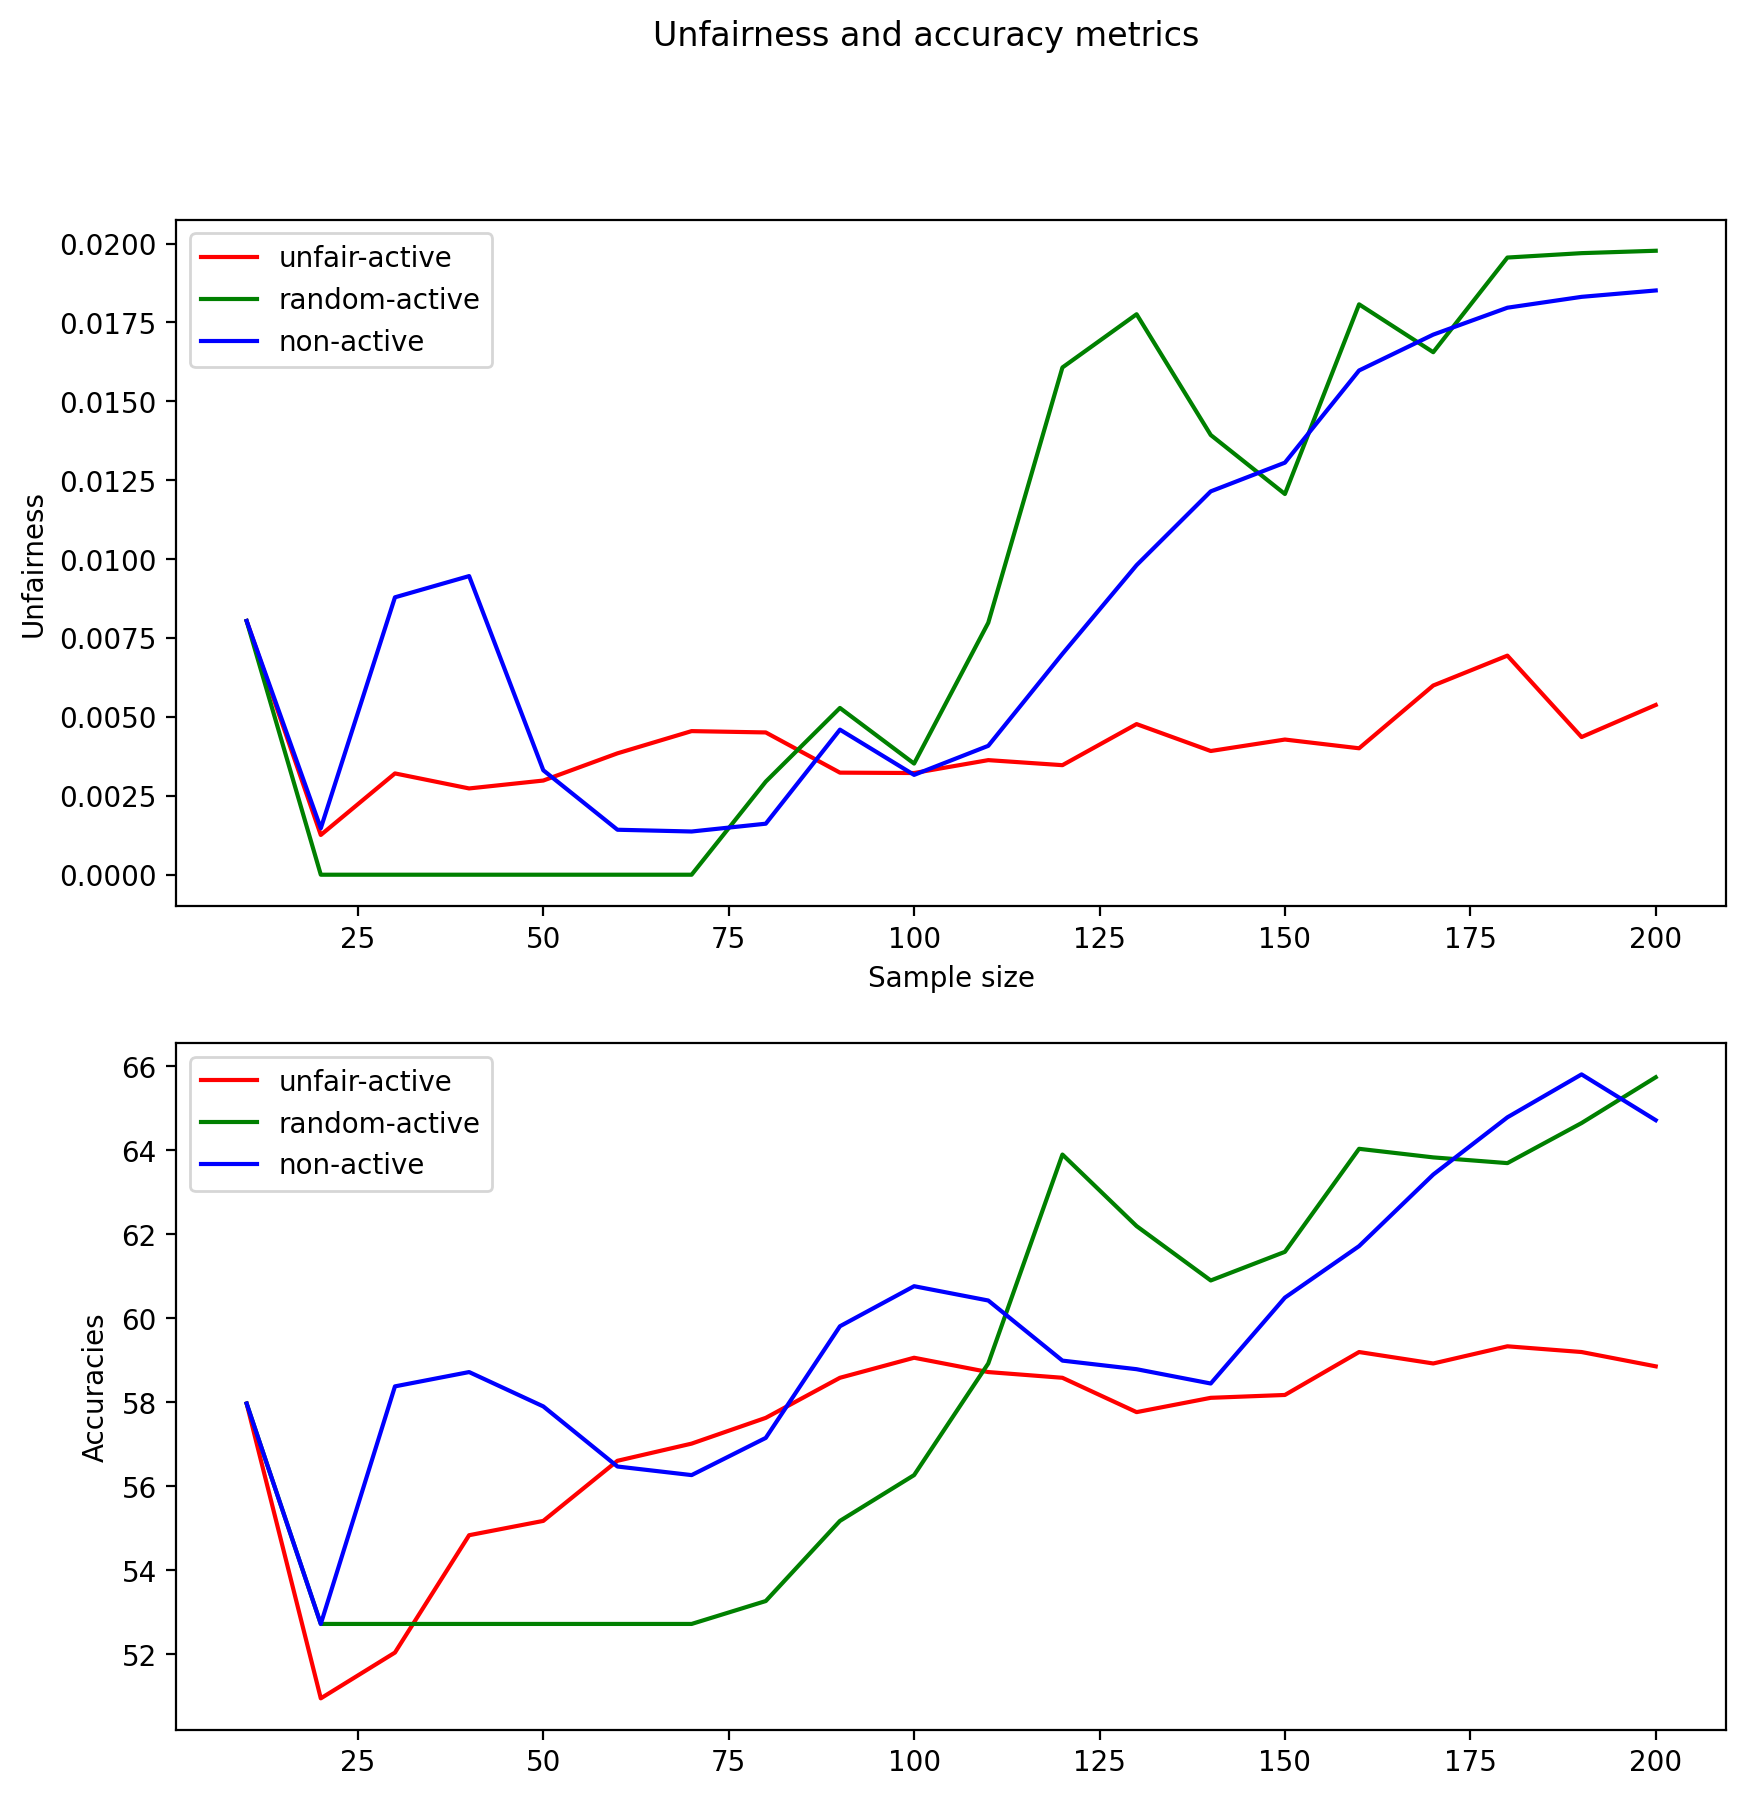 Unfairness and accuracy metrics
unfair-active
random-active
non-active
0.0200
0.0175
0.0150
0.0125
0.0100
0.0075
0.0050
0.0025
0.0000
Unfairness
25 50 75 100 125 150 175 200
Sample size
unfair-active
random-active
non-active
66
64
62
60
58
56
54
52
Accuracies
25 50 75 100 125 150 175 200